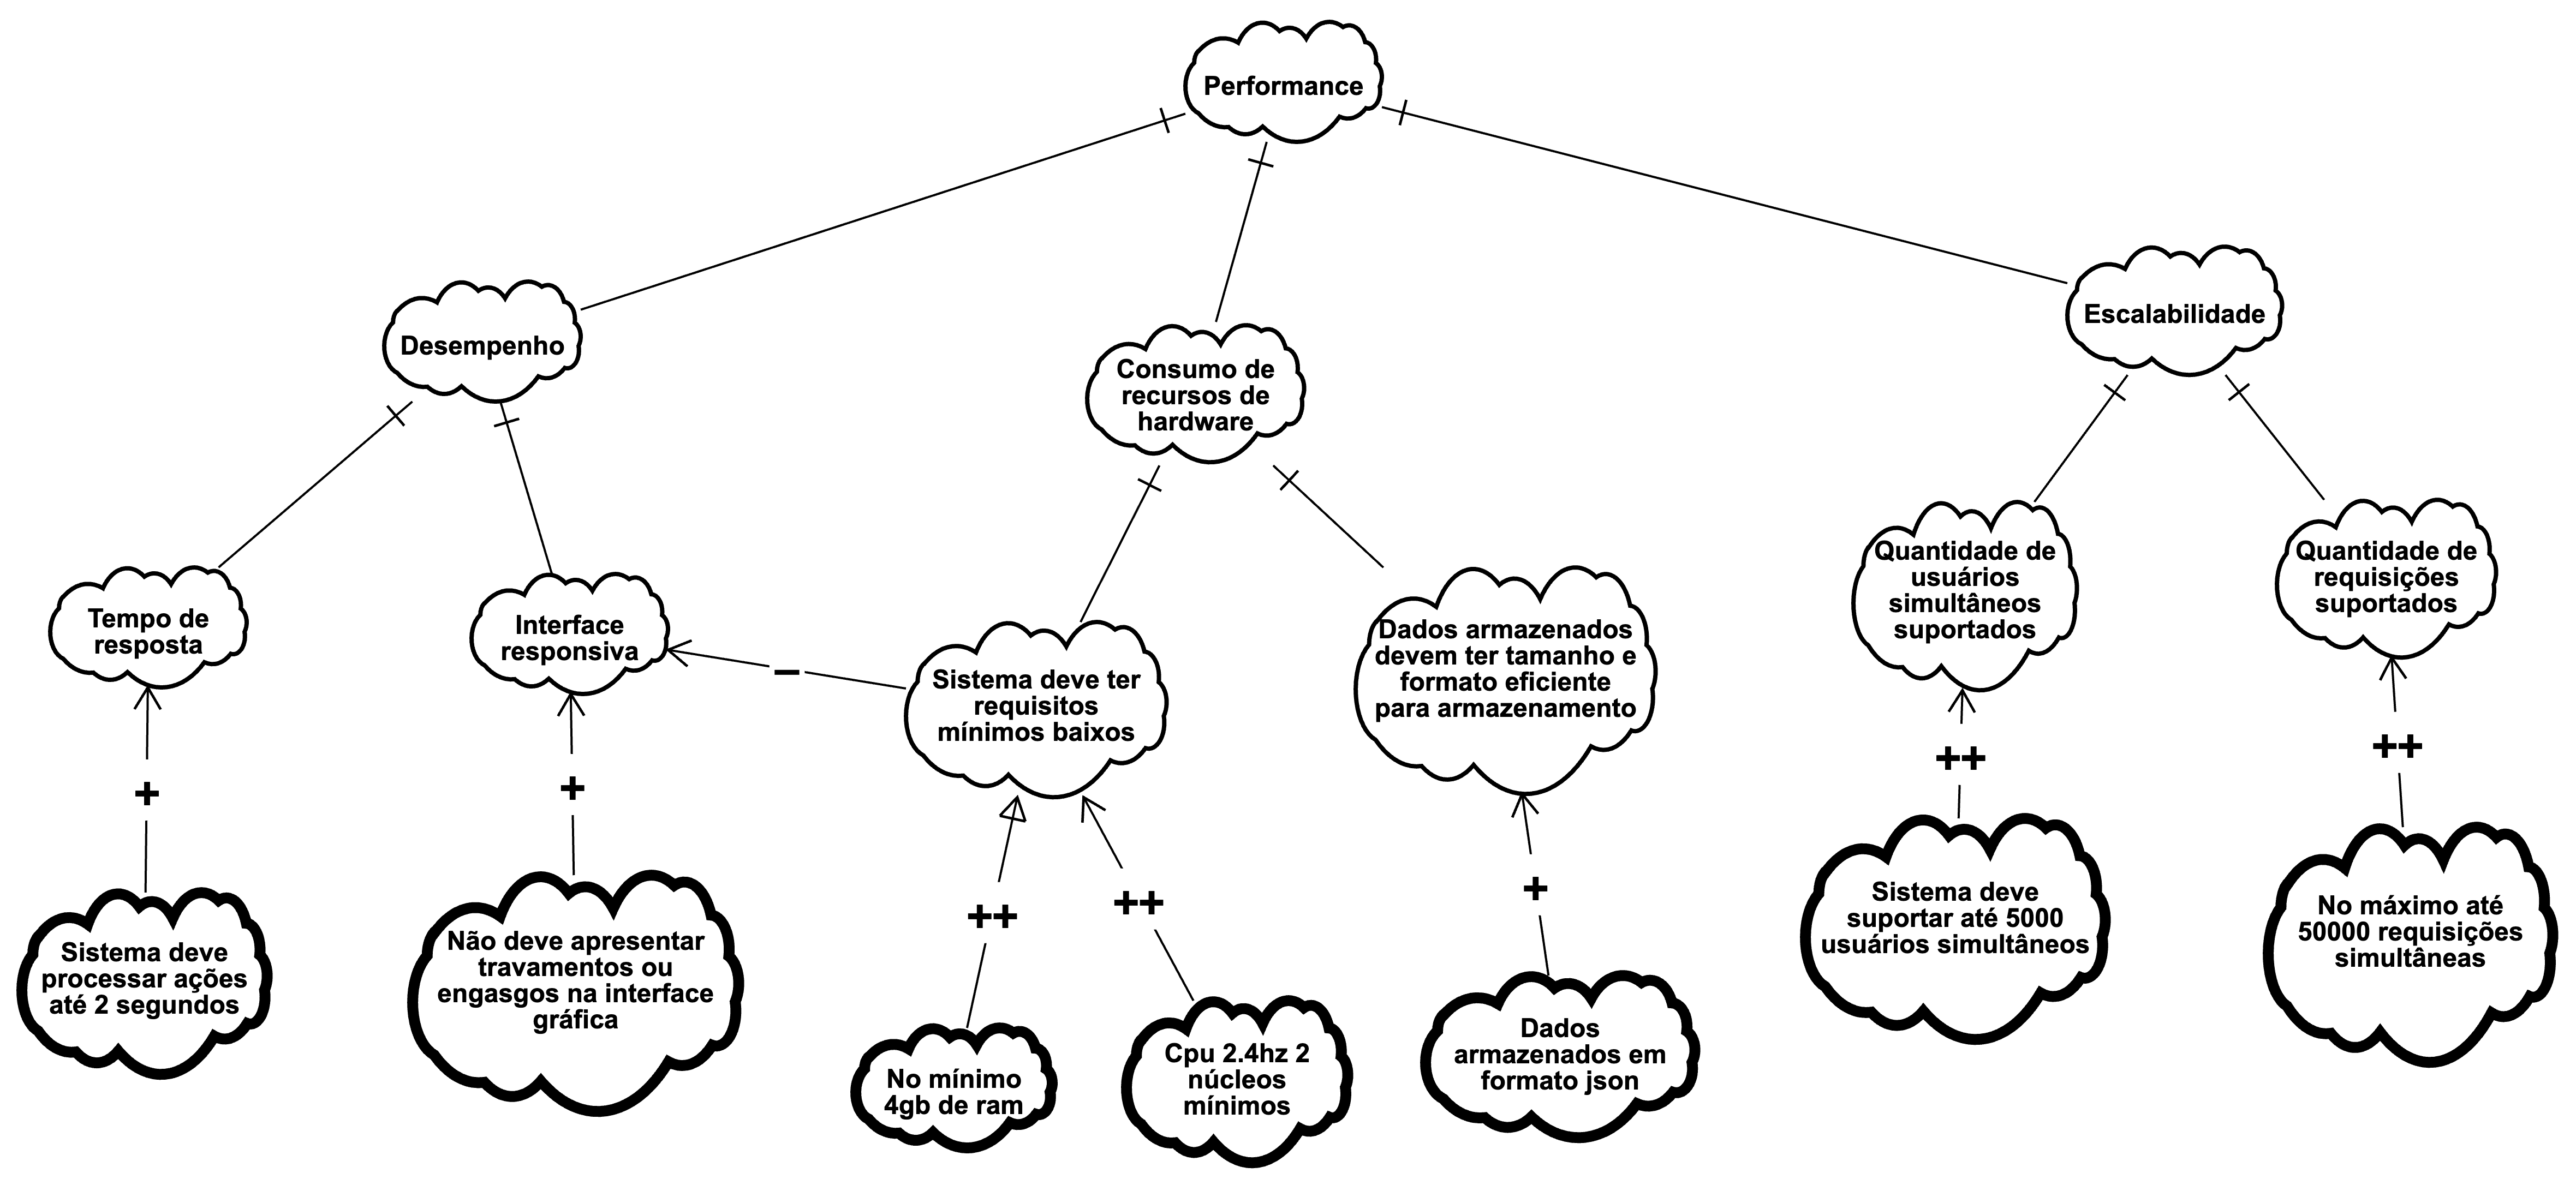 Performance
Desempenho
Consumo de
recursos de
hardware
Escalabilidade
Tempo de
resposta
Interface
responsiva
Sistema deve ter
requisitos
mínimos baixos
Dados armazenados
devem ter tamanho e
formato eficiente
para armazenamento
Quantidade de
usuários
simultâneos
suportados
Quantidade de
requisições
suportados
–
+
+
++
++
+
++
++
Sistema deve
processar ações
até 2 segundos
Não deve apresentar
travamentos ou
engasgos na interface
gráfica
No mínimo
4gb de ram
Cpu 2.4hz 2
núcleos
mínimos
Dados
armazenados em
formato json
Sistema deve
suportar até 5000
usuários simultâneos
No máximo até
50000 requisições
simultâneas